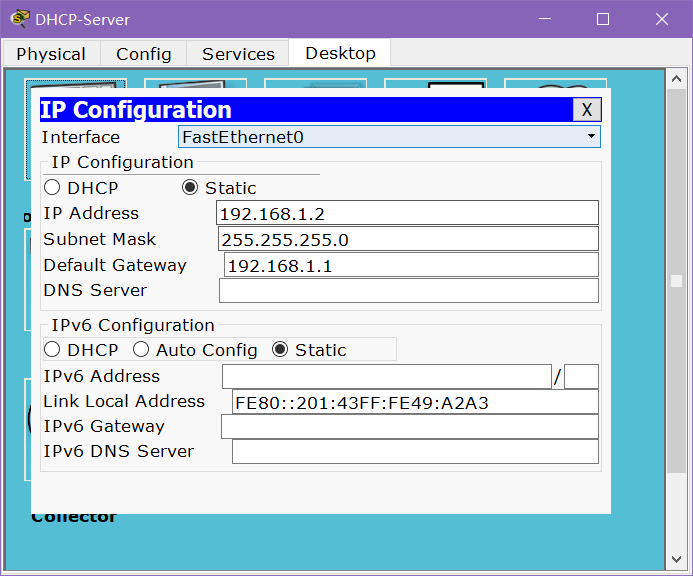 DHCP-Server
Physical Config Services Desktop
IP Configuration X
Interface FastEthernet0
IP Configuration
DHCP Static
IP Address 192.168.1.2
Subnet Mask 255.255.255.0
Default Gateway 192.168.1.1
DNS Server
IPv6 Configuration
DHCP Auto Config Static
IPv6 Address /
Link Local Address FE80::201:43FF:FE49:A2A3
IPv6 Gateway
IPv6 DNS Server
Collector